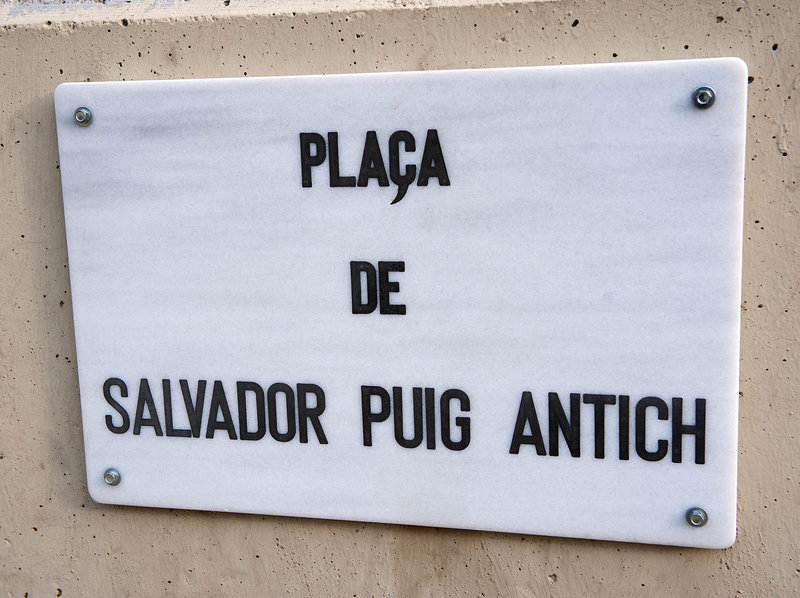 PLAÇA
DE
SALVADOR PUIG ANTICH